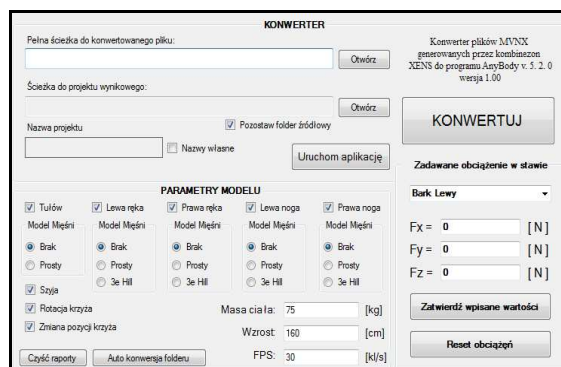 KONWERTER
Pełna ścieżka do konwertowanego pliku:
Otwórz
Ścieżka do projektu wynikowego:
Otwórz
Nazwa projektu
Pozostaw folder źródłowy
Nazwy własne
Uruchom aplikację
Konwerter plików MVNX
generowanych przez kombinezon
XENS do programu AnyBody v. 5. 2. 0
wersja 1.00
KONWERTUJ
Zadawane obciążenie w stawie
Bark Lewy
Fx = 0 [ N ]
Fy = 0 [ N ]
Fz = 0 [ N ]
Zatwierdź wpisane wartości
Reset obciążęń
PARAMETRY MODELU
Tułów Lewa ręka Prawa ręka Lewa noga Prawa noga
Model Mięśni Model Mięśni Model Mięśni Model Mięśni Model Mięśni
Brak Brak Brak Brak Brak
Prosty Prosty Prosty Prosty Prosty
3e Hill 3e Hill 3e Hill 3e Hill
Szyja
Rotacja krzyża
Zmiana pozycji krzyża
Masa ciała: 75 [kg]
Wzrost: 160 [cm]
FPS: 30 [kl/s]
Czyść raporty
Auto konwersja folderu